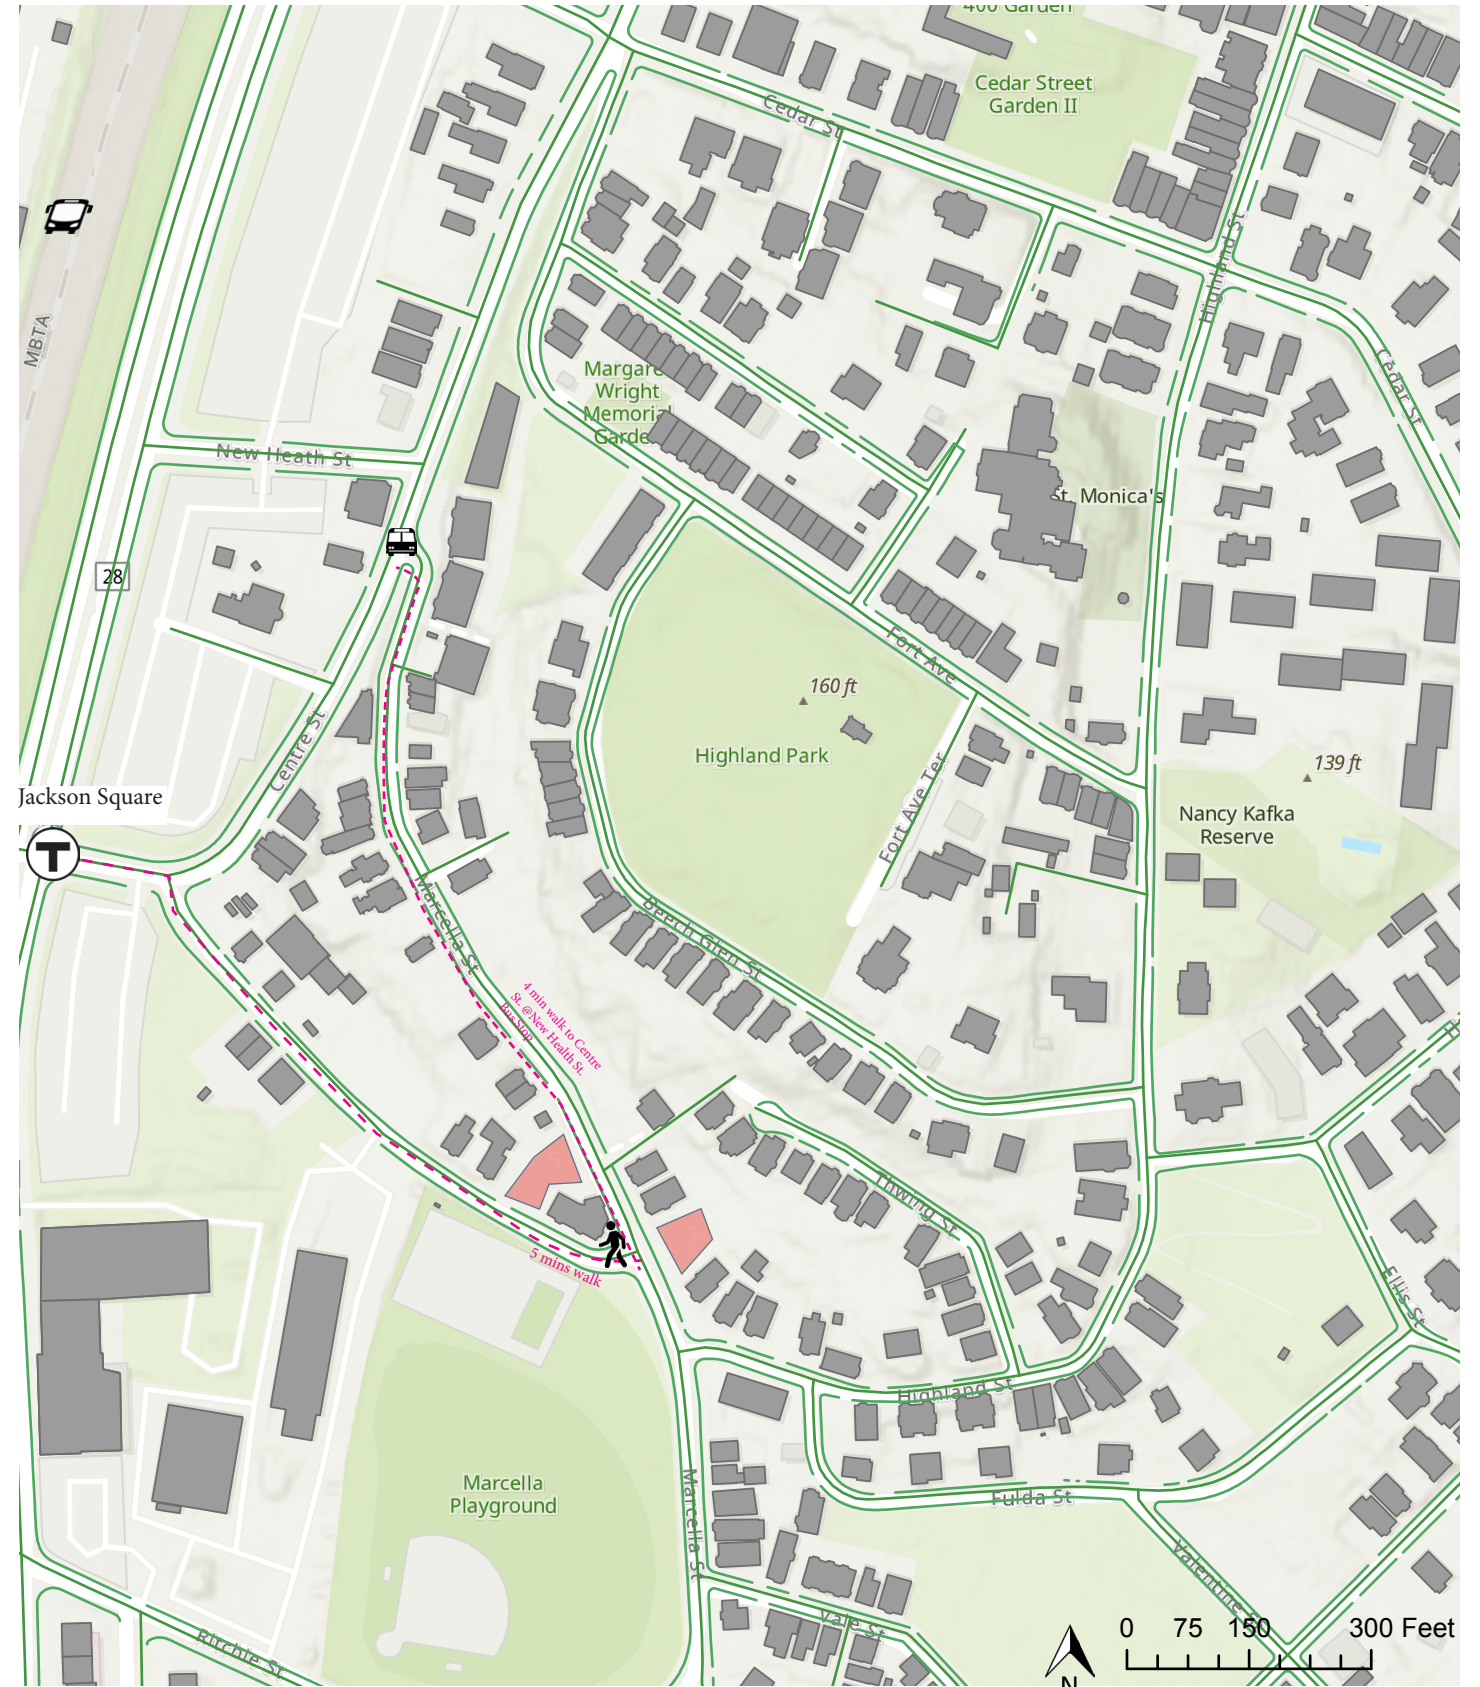 400 Garden
Cedar Street
Garden II
Cedar St
Highland St
MBTA
Cedar St
Margare
Wright
Memorial
Garden
New Heath St
St. Monica's
28
Fort Ave
160 ft
Highland Park
Centre St
139 ft
Jackson Square
Nancy Kafka
Reserve
Fort Ave Ter
T
Marcella St
Beech Glen St
4 min walk to Centre
St. @New Health St.
Bus Stop
Thwing St
5 mins walk
Ellis St
Highland St
Marcella
Playground
Fulda St
Marcella St
Valentine
Vale St
Ritchie St
0 75 150 300 Feet
N